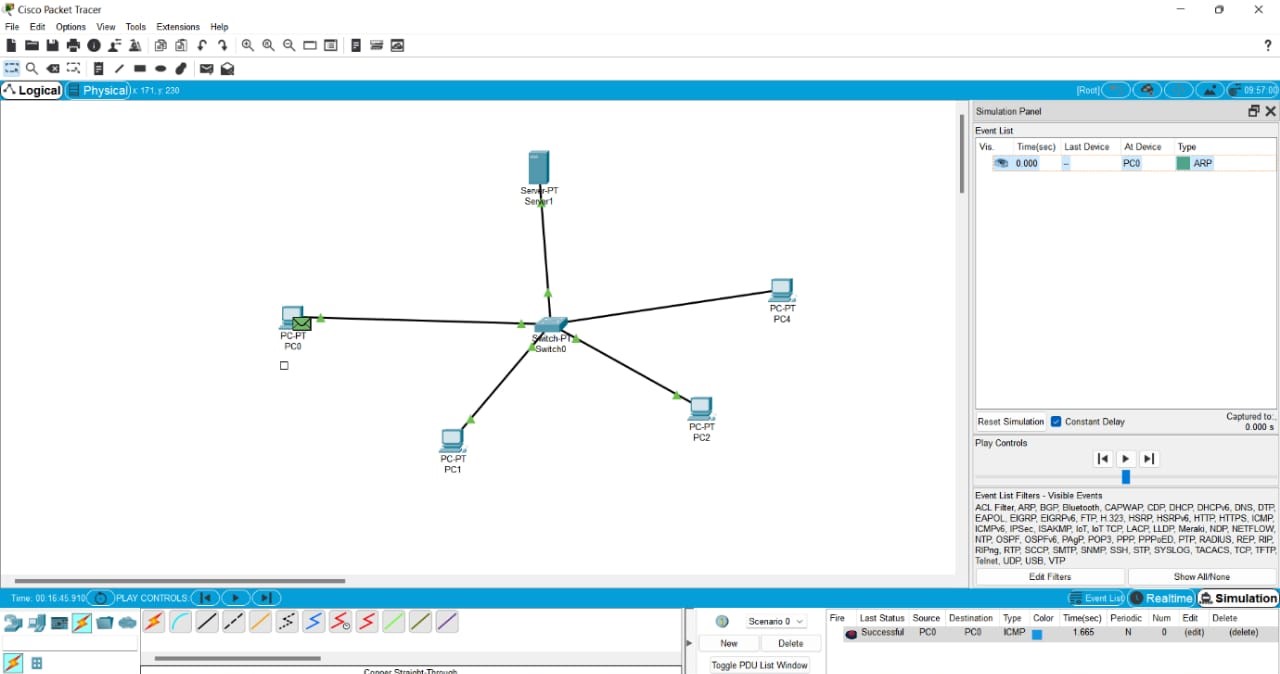 Cisco Packet Tracer
File Edit Options View Tools Extensions Help
?
Logical Physical x: 171, y: 230 [Root] 09:57:00
Simulation Panel
Event List
Vis. Time(sec) Last Device At Device Type
0.000 -- PC0 ARP
Server-PT
Server1
PC-PT
PC4
PC-PT
PC0
Switch-PT
Switch0
PC-PT
PC2
PC-PT
PC1
Reset Simulation Constant Delay Captured to:
0.000 s
Play Controls
Event List Filters - Visible Events
ACL Filter, ARP, BGP, Bluetooth, CAPWAP, CDP, DHCP, DHCPv6, DNS, DTP,
EAPOL, EIGRP, EIGRPv6, FTP, H.323, HSRP, HSRPv6, HTTP, HTTPS, ICMP,
ICMPv6, IPSec, ISAKMP, IoT, IoT TCP, LACP, LLDP, Meraki, NDP, NETFLOW,
NTP, OSPF, OSPFv6, PAgP, POP3, PPP, PPPoED, PTP, RADIUS, REP, RIP,
RIPng, RTP, SCCP, SMTP, SNMP, SSH, STP, SYSLOG, TACACS, TCP, TFTP,
Telnet, UDP, USB, VTP
Edit Filters Show All/None
Time: 00:16:45.910 PLAY CONTROLS: Event List Realtime Simulation
Scenario 0
New Delete
Toggle PDU List Window
Fire Last Status Source Destination Type Color Time(sec) Periodic Num Edit Delete
Successful PC0 PC0 ICMP 1.665 N 0 (edit) (delete)
Copper Straight-Through